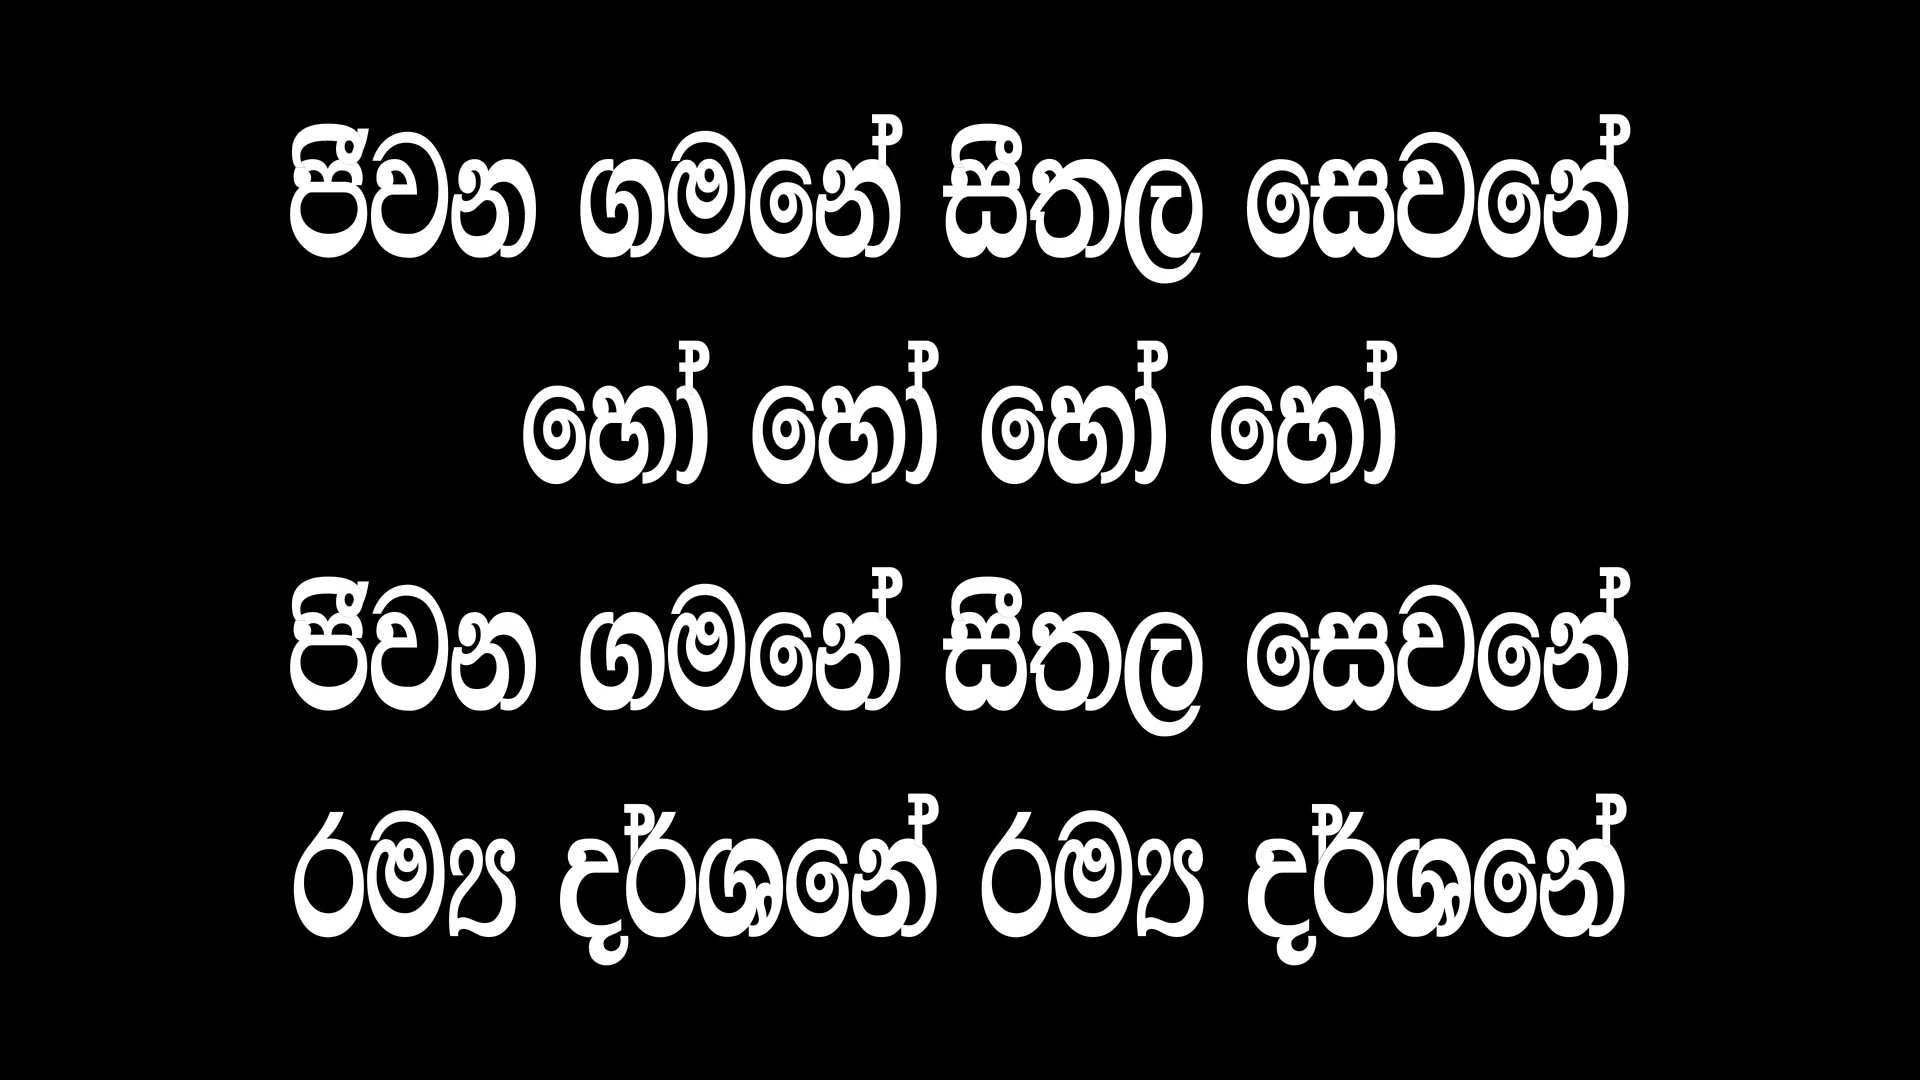 ජීවන ගමනේ සීතල සෙවනේ
හෝ හෝ හෝ හෝ
ජීවන ගමනේ සීතල සෙවනේ
රම්‍ය දර්ශනේ රම්‍ය දර්ශනේ